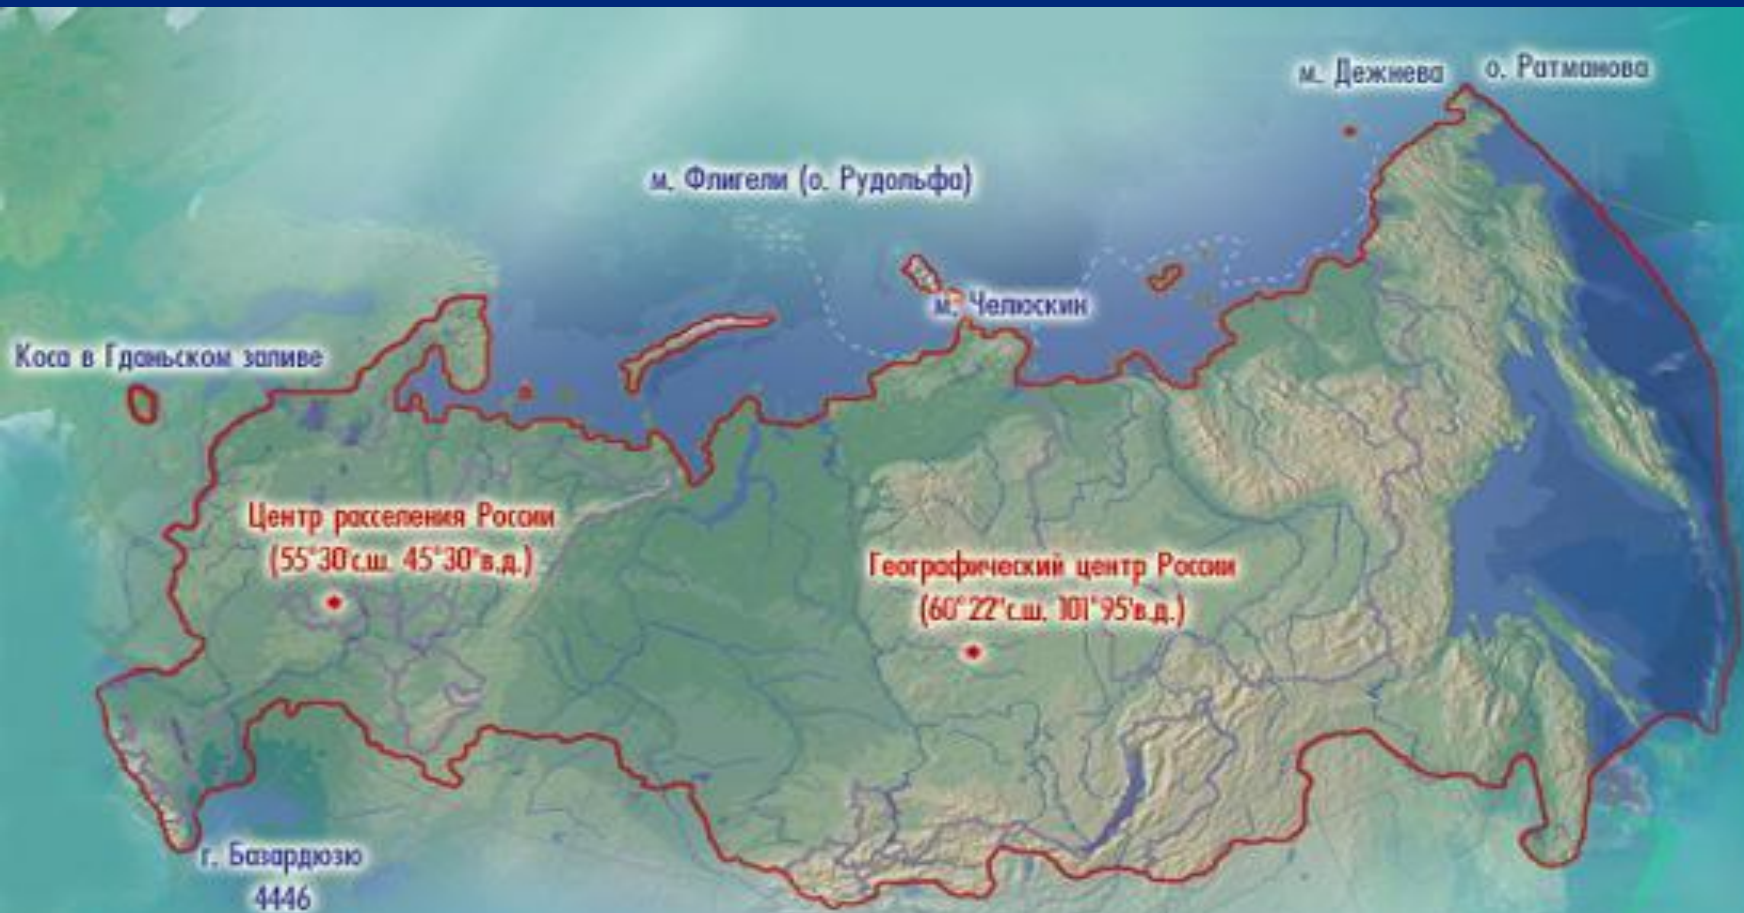 м. Дежнева
о. Ратманова
м. Флигели (о. Рудольфа)
м. Челюскин
Коса в Гданьском заливе
Центр расселения России
(55°30'с.ш. 45°30'в.д.)
Географический центр России
(60°22'с.ш. 101°95'в.д.)
г. Базардюзю
4446